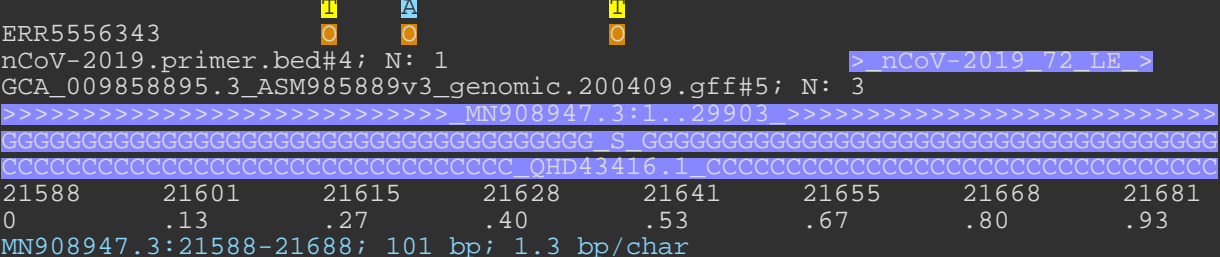 T A T
ERR5556343 O O O
nCoV-2019.primer.bed#4; N: 1 >_nCoV-2019_72_LE_>
GCA_009858895.3_ASM985889v3_genomic.200409.gff#5; N: 3
>>>>>>>>>>>>>>>>>>>>>>>>>>>>_MN908947.3:1..29903_>>>>>>>>>>>>>>>>>>>>>>>>>>>
GGGGGGGGGGGGGGGGGGGGGGGGGGGGGGGGGGGGG_S_GGGGGGGGGGGGGGGGGGGGGGGGGGGGGGGGGGGG
CCCCCCCCCCCCCCCCCCCCCCCCCCCCCCCC_QHD43416.1_CCCCCCCCCCCCCCCCCCCCCCCCCCCCCCCC
21588 21601 21615 21628 21641 21655 21668 21681
0 .13 .27 .40 .53 .67 .80 .93
MN908947.3:21588-21688; 101 bp; 1.3 bp/char